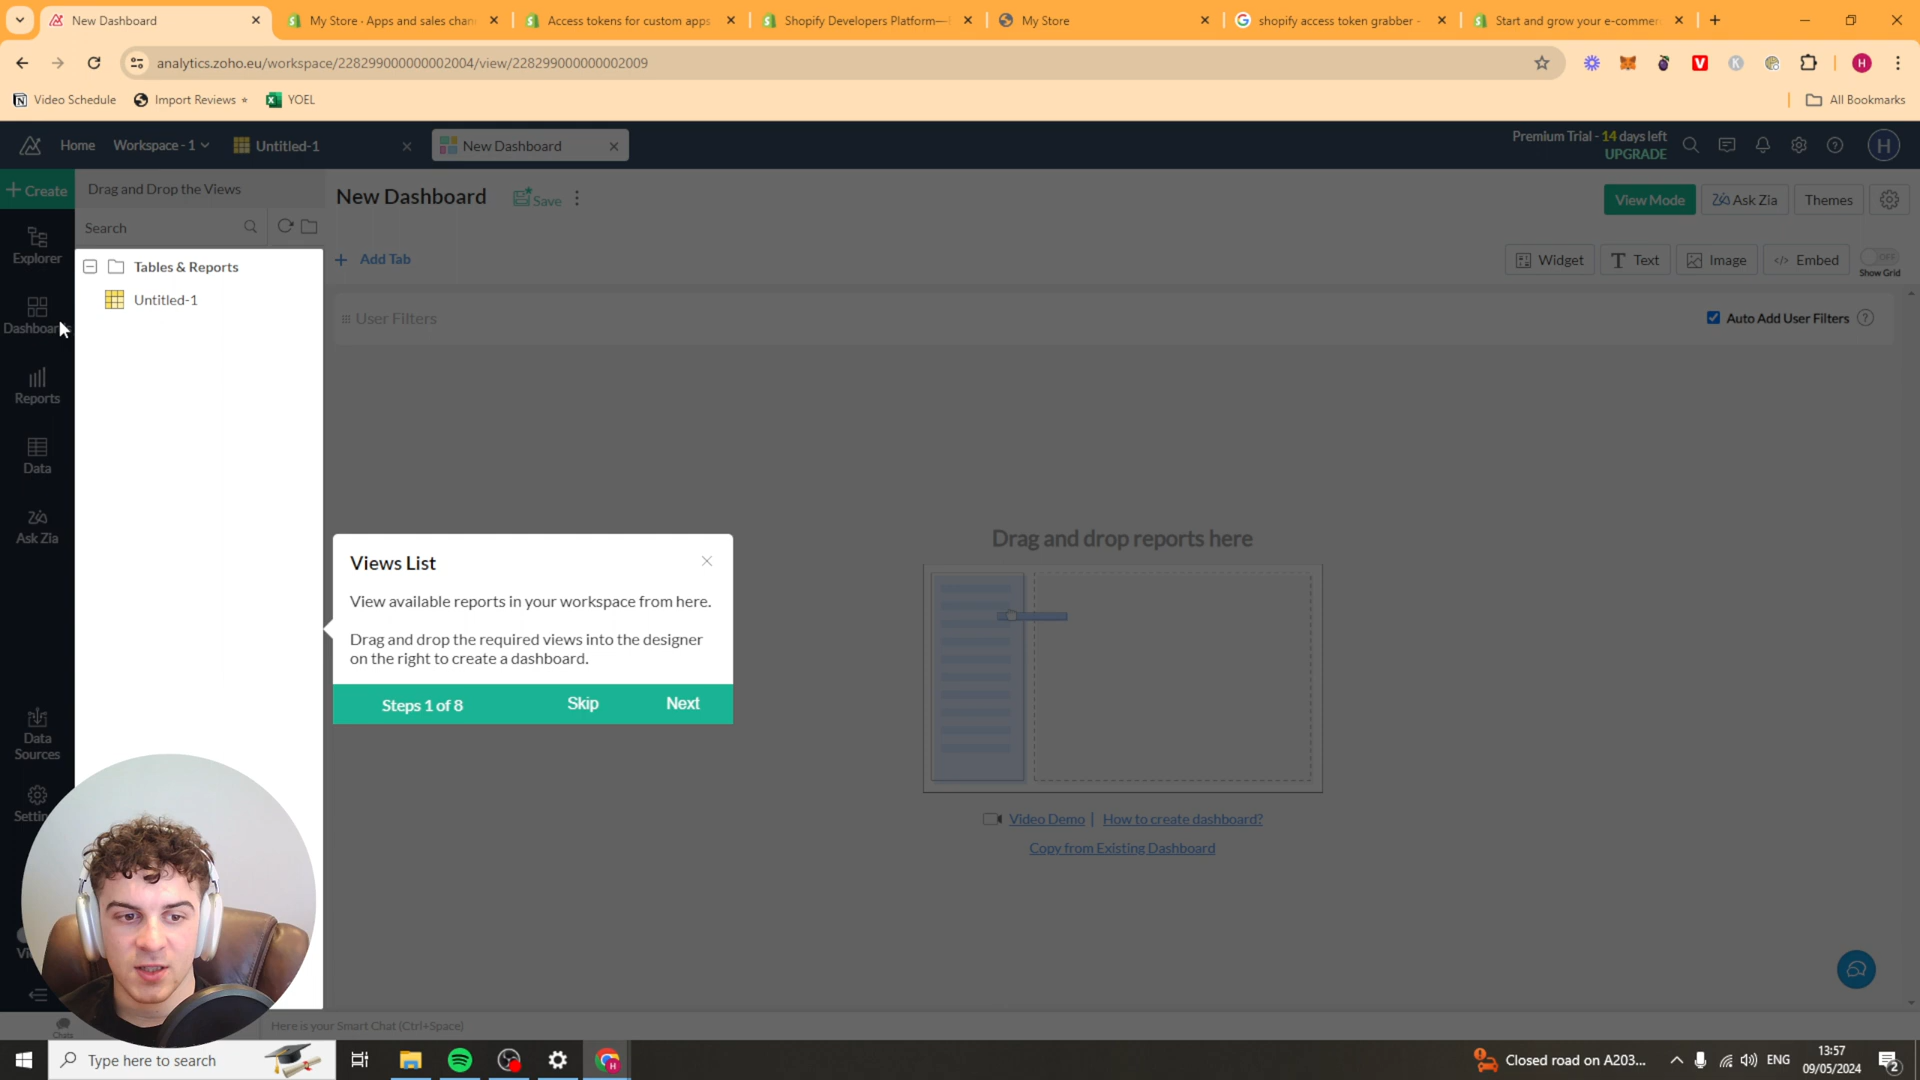 New Dashboard
My Store · Apps and sales chan
Access tokens for custom apps
Shopify Developers Platform—
My Store
shopify access token grabber -
Start and grow your e-commer
analytics.zoho.eu/workspace/228299000000002004/view/228299000000002009
Video Schedule
Import Reviews
YOEL
All Bookmarks
Home
Workspace - 1
Untitled-1
New Dashboard
Premium Trial - 14 days left
UPGRADE
H
+ Create
Drag and Drop the Views
New Dashboard
Save
View Mode
Ask Zia
Themes
Search
Explorer
Tables & Reports
+ Add Tab
Widget
Text
Image
Embed
OFF
Show Grid
Untitled-1
Dashboar
User Filters
Auto Add User Filters
Reports
Data
Ask Zia
Drag and drop reports here
Views List
View available reports in your workspace from here.
Drag and drop the required views into the designer
on the right to create a dashboard.
Steps 1 of 8
Skip
Next
Data
Sources
Settin
Video Demo | How to create dashboard?
Copy from Existing Dashboard
Chats
Here is your Smart Chat (Ctrl+Space)
Type here to search
Closed road on A203...
ENG
13:57
09/05/2024
2